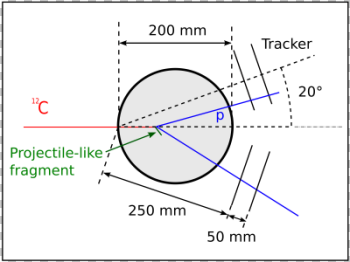 200 mm
Tracker
20°
12C
p
Projectile-like
fragment
250 mm
50 mm